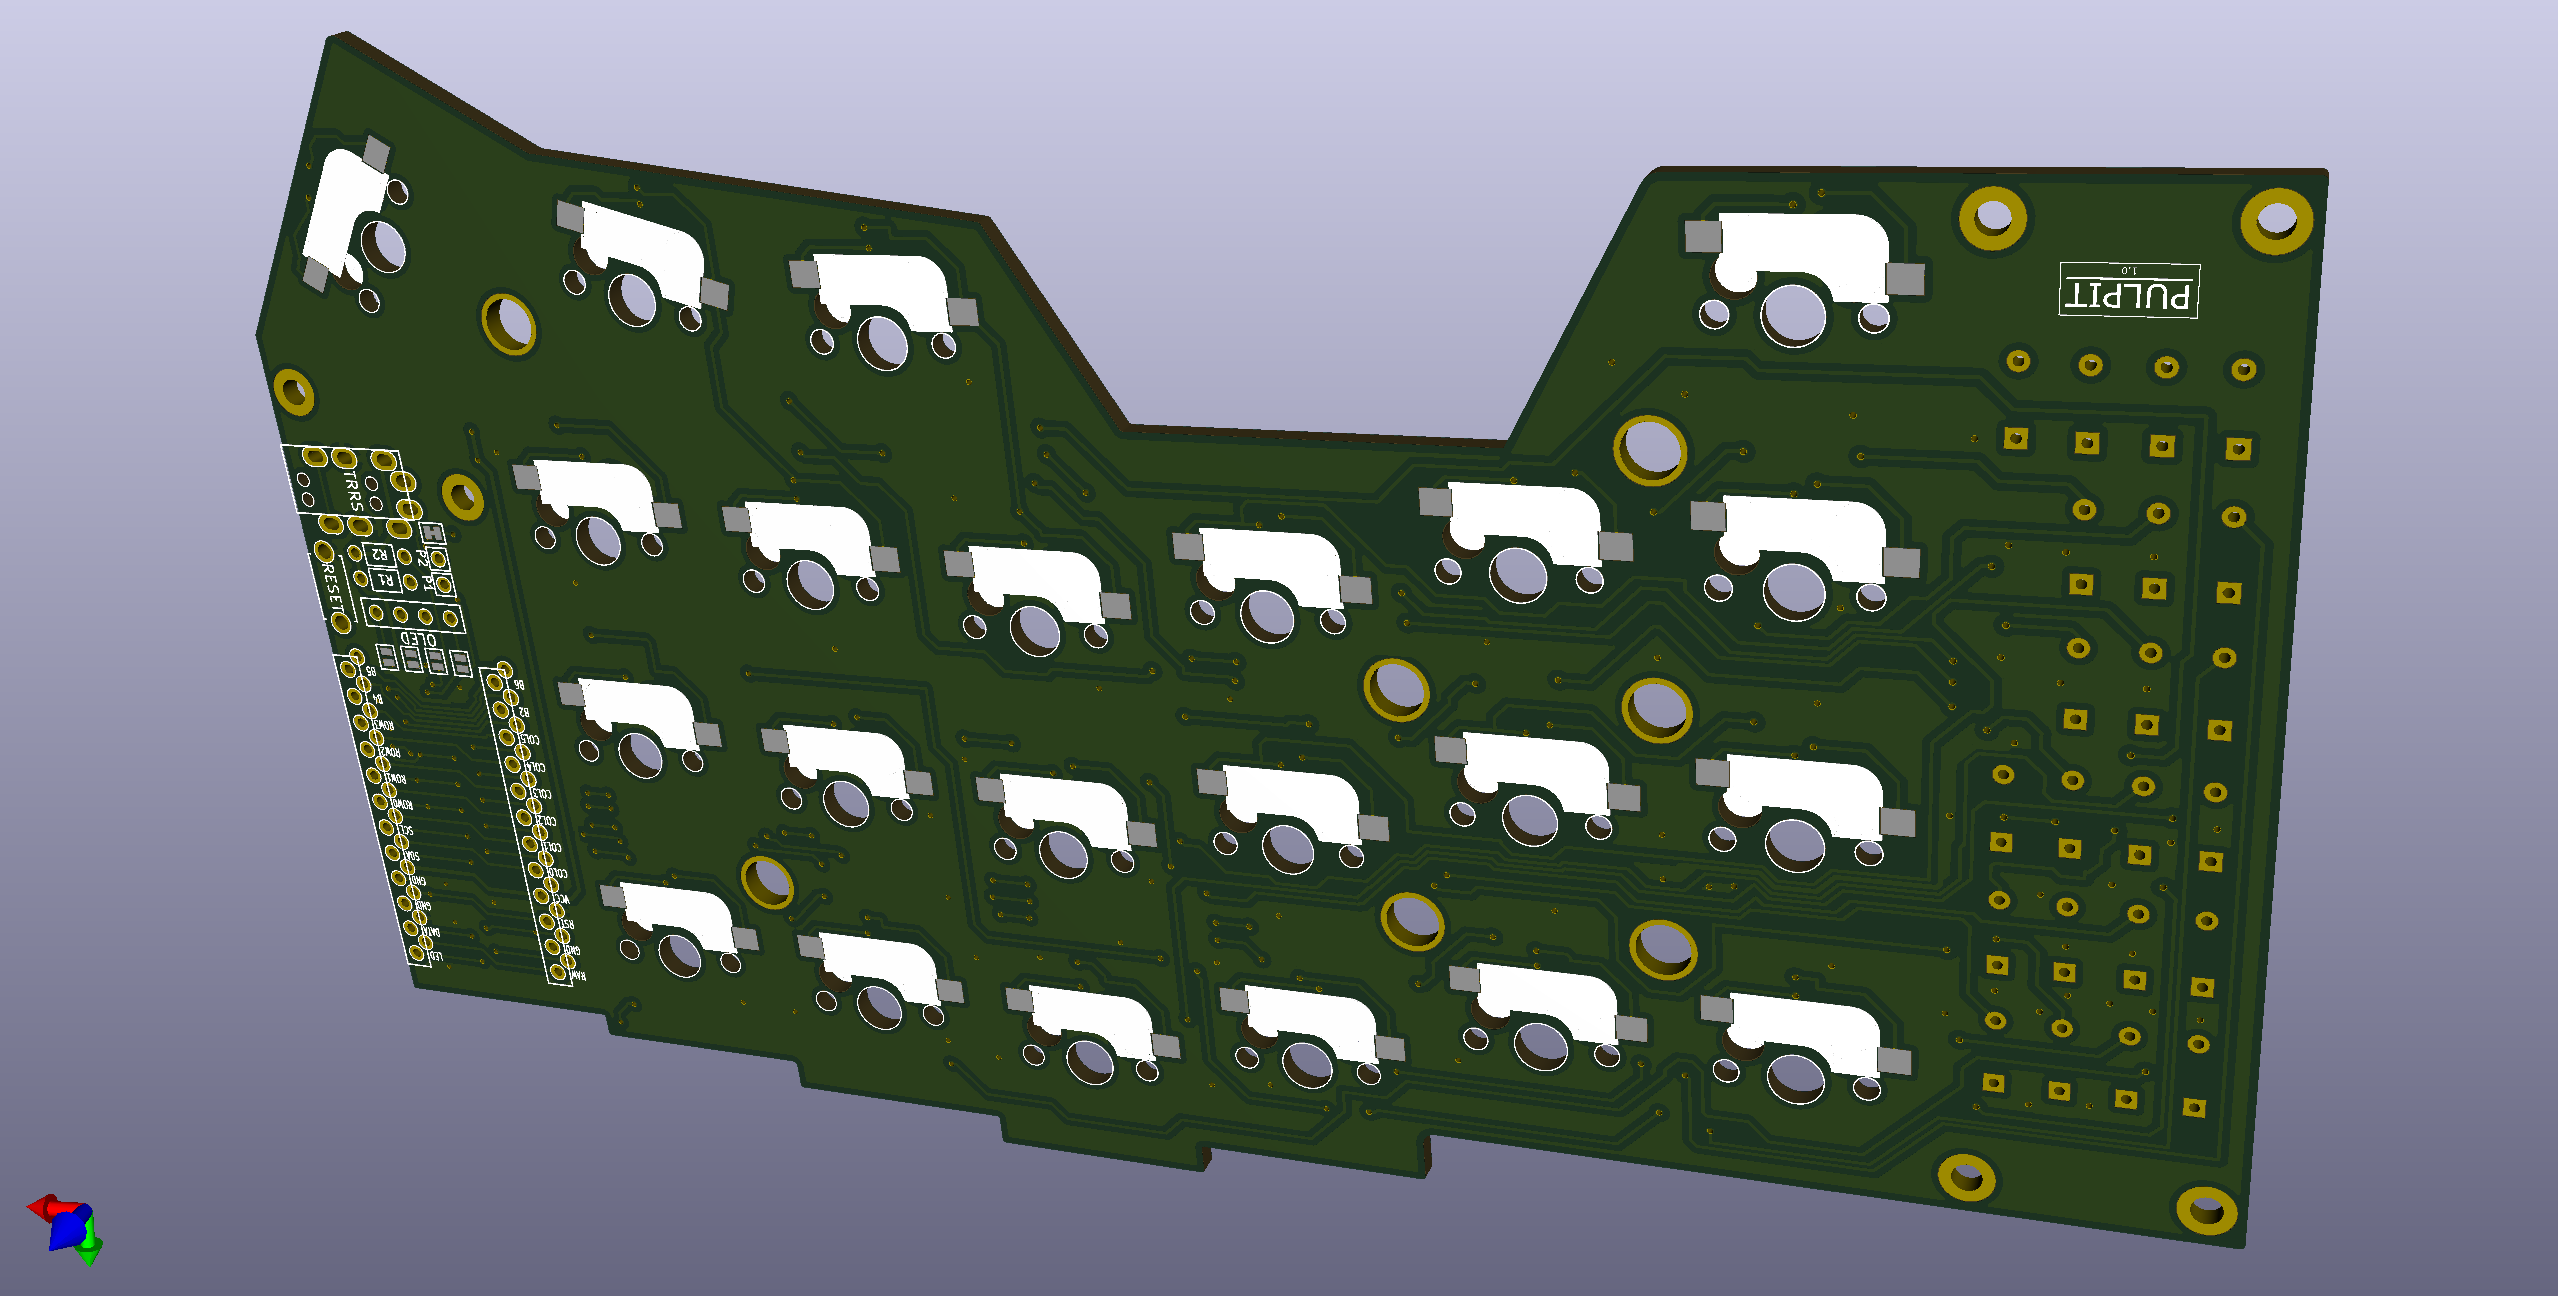 1.0
PULPIT
TRRS
R2
P2
R1
P1
RESET
OLED
B5
B4
ROW3
ROW2
ROW1
ROW0
SCL
SDA
GND
GND
DATA
LED
B6
B2
COL5
COL4
COL3
COL2
COL1
COL0
VCC
RST
GND
RAW